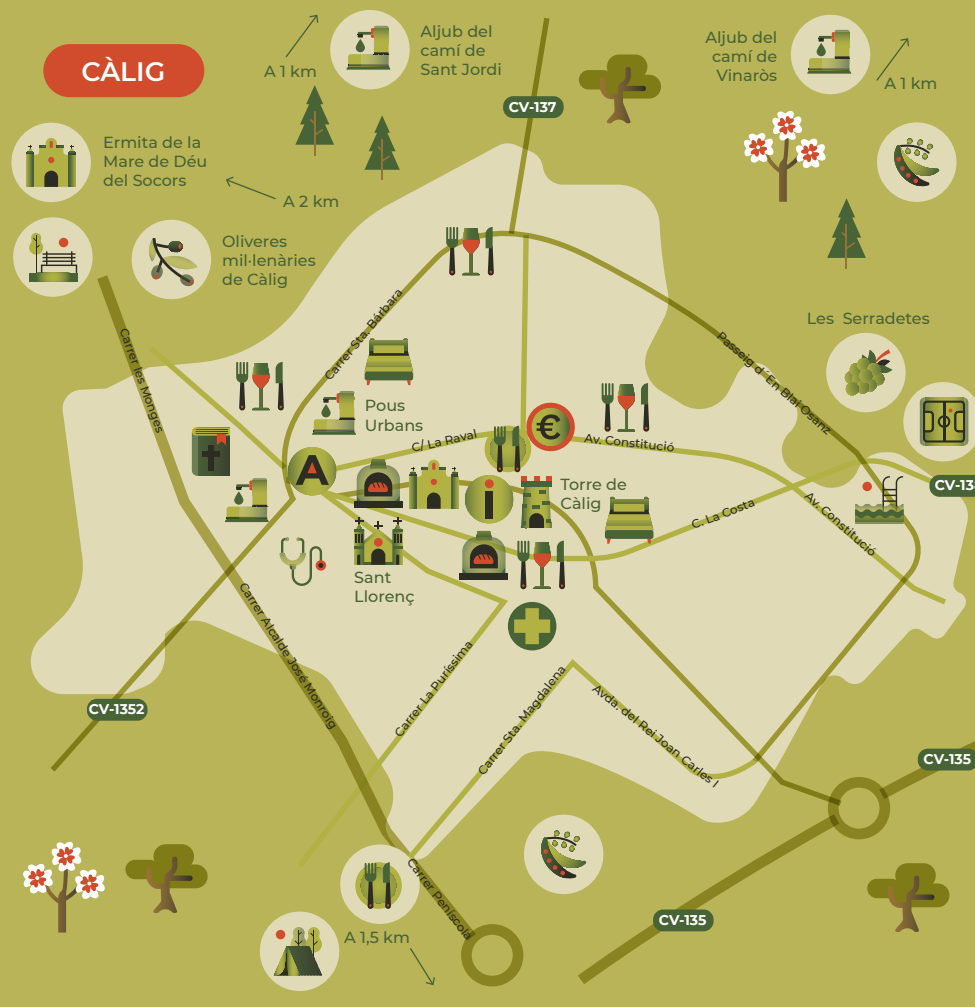 CÀLIG
Aljub del
camí de
Sant Jordi
A 1 km
Aljub del
camí de
Vinaròs
A 1 km
CV-137
Ermita de la
Mare de Déu
del Socors
A 2 km
Oliveres
mil·lenàries
de Càlig
Carrer les Monges
Carrer Sta. Bárbara
Passeig d´En Blai Osanz
Les Serradetes
Pous
Urbans
C/ La Raval
€
Av. Constitució
A
i
Torre de
Càlig
C. La Costa
Av. Constitució
Sant
Llorenç
Carrer Alcalde José Monroig
Carrer La Puríssima
Carrer Sta. Magdalena
Avda. del Rei Joan Carles I
CV-1352
CV-135
CV-135
Carrer Peníscola
A 1,5 km